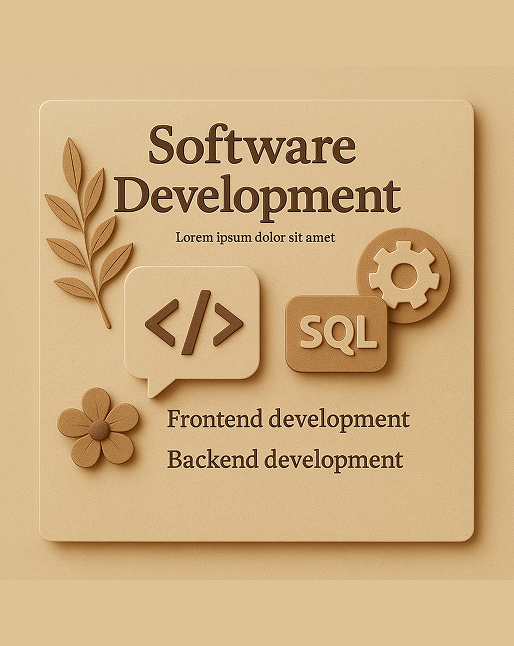 Software
Development
Lorem ipsum dolor sit amet
</>
SQL
Frontend development
Backend development